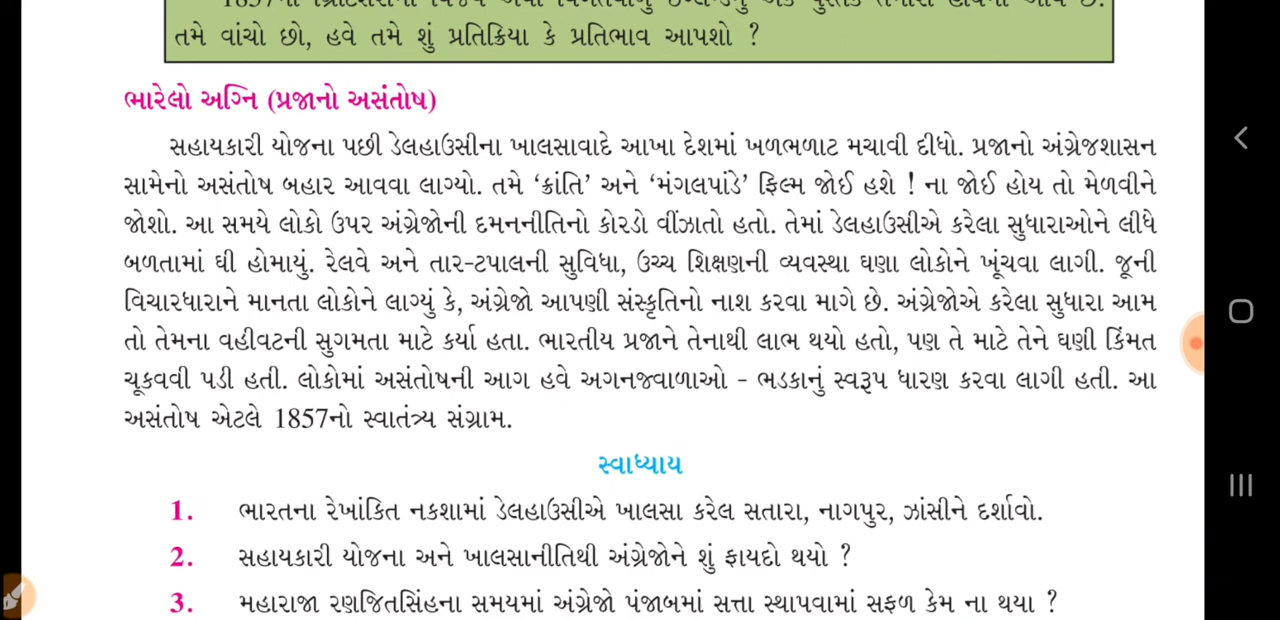 તમે વાંચો છો, હવે તમે શું પ્રતિક્રિયા કે પ્રતિભાવ આપશો ?
ભારેલો અગ્નિ (પ્રજાનો અસંતોષ)
સહાયકારી યોજના પછી ડેલહાઉસીના ખાલસાવાદે આખા દેશમાં ખળભળાટ મચાવી દીધો. પ્રજાનો અંગ્રેજશાસન
સામેનો અસંતોષ બહાર આવવા લાગ્યો. તમે ‘ક્રાંતિ’ અને ‘મંગલપાંડે’ ફિલ્મ જોઈ હશે ! ના જોઈ હોય તો મેળવીને
જોશો. આ સમયે લોકો ઉપર અંગ્રેજોની દમનનીતિનો કોરડો વીંઝાતો હતો. તેમાં ડેલહાઉસીએ કરેલા સુધારાઓને લીધે
બળતામાં ઘી હોમાયું. રેલવે અને તાર-ટપાલની સુવિધા, ઉચ્ચ શિક્ષણની વ્યવસ્થા ઘણા લોકોને ખૂંચવા લાગી. જૂની
વિચારધારાને માનતા લોકોને લાગ્યું કે, અંગ્રેજો આપણી સંસ્કૃતિનો નાશ કરવા માગે છે. અંગ્રેજોએ કરેલા સુધારા આમ
તો તેમના વહીવટની સુગમતા માટે કર્યા હતા. ભારતીય પ્રજાને તેનાથી લાભ થયો હતો, પણ તે માટે તેને ઘણી કિંમત
ચૂકવવી પડી હતી. લોકોમાં અસંતોષની આગ હવે અગનજ્વાળાઓ - ભડકાનું સ્વરૂપ ધારણ કરવા લાગી હતી. આ
અસંતોષ એટલે 1857નો સ્વાતંત્ર્ય સંગ્રામ.
સ્વાધ્યાય
1. ભારતના રેખાંકિત નકશામાં ડેલહાઉસીએ ખાલસા કરેલ સતારા, નાગપુર, ઝાંસીને દર્શાવો.
2. સહાયકારી યોજના અને ખાલસાનીતિથી અંગ્રેજોને શું ફાયદો થયો ?
3. મહારાજા રણજિતસિંહના સમયમાં અંગ્રેજો પંજાબમાં સત્તા સ્થાપવામાં સફળ કેમ ના થયા ?